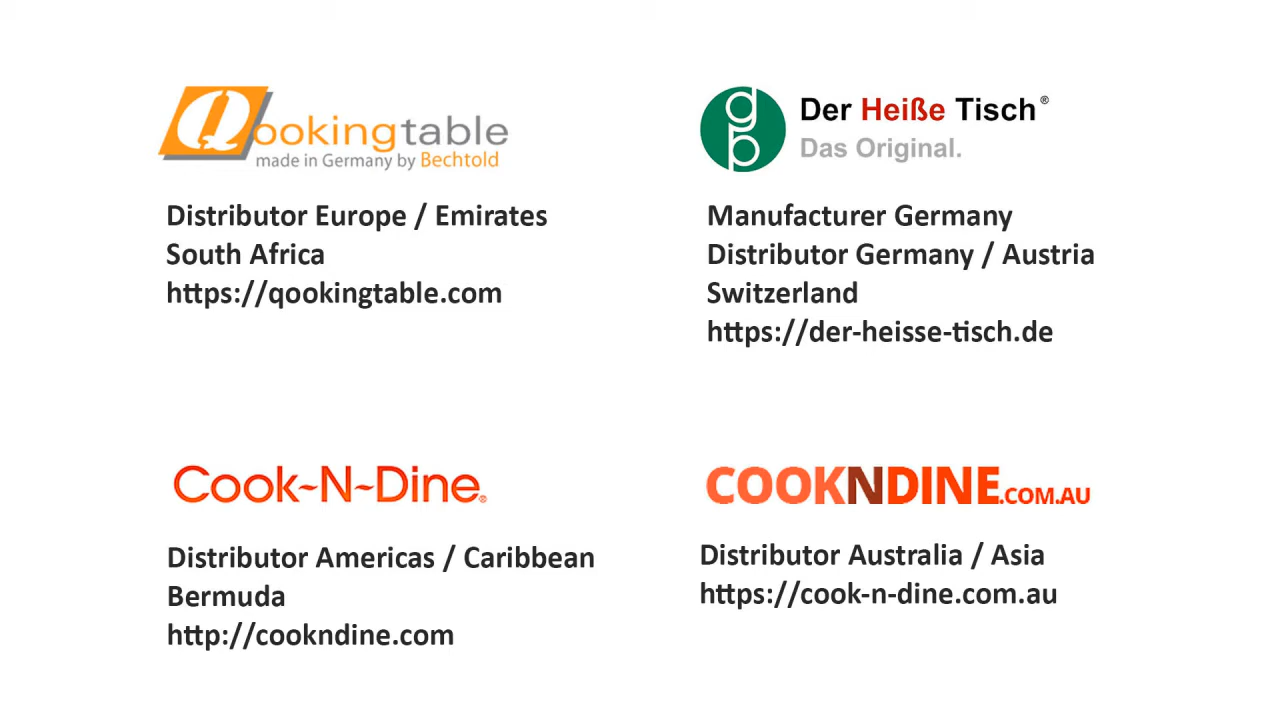 Qookingtable
made in Germany by Bechtold
Distributor Europe / Emirates
South Africa
https://qookingtable.com
gp
Der Heiße Tisch®
Das Original.
Manufacturer Germany
Distributor Germany / Austria
Switzerland
https://der-heisse-tisch.de
Cook~N~Dine®
Distributor Americas / Caribbean
Bermuda
http://cookndine.com
COOKNDINE.COM.AU
Distributor Australia / Asia
https://cook-n-dine.com.au